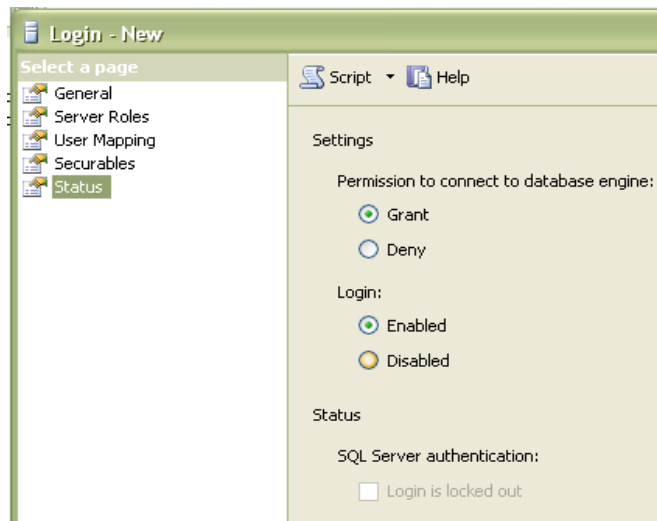 Login - New
Select a page
General
Server Roles
User Mapping
Securables
Status
Script Help
Settings
Permission to connect to database engine:
Grant
Deny
Login:
Enabled
Disabled
Status
SQL Server authentication:
Login is locked out